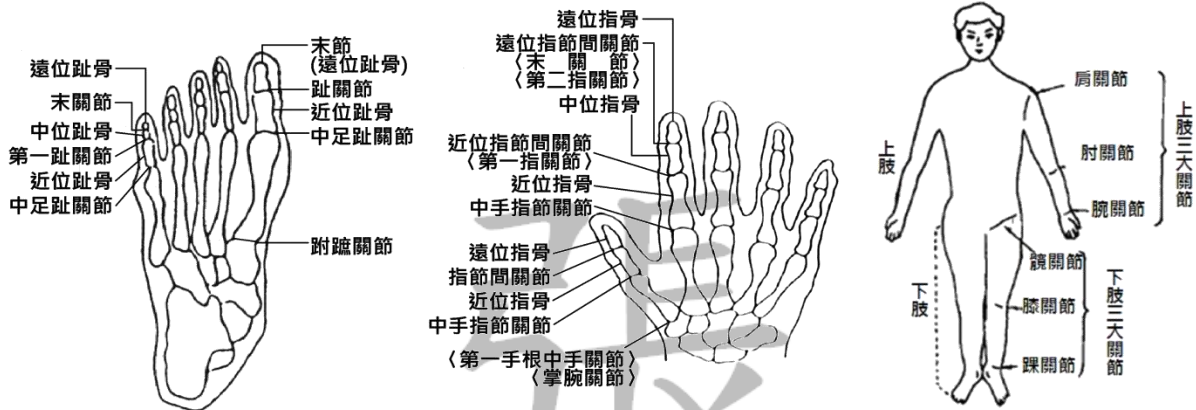 遠位趾骨
末關節
中位趾骨
第一趾關節
近位趾骨
中足趾關節
末節
(遠位趾骨)
趾關節
近位趾骨
中足趾關節
跗蹠關節
遠位指骨
遠位指節間關節
〈末關節〉
〈第二指關節〉
中位指骨
近位指節間關節
〈第一指關節〉
近位指骨
中手指節關節
遠位指骨
指節間關節
近位指骨
中手指節關節
〈第一手根中手關節〉
〈掌腕關節〉
上肢
下肢
肩關節
肘關節
腕關節
上肢三大關節
髖關節
膝關節
踝關節
下肢三大關節